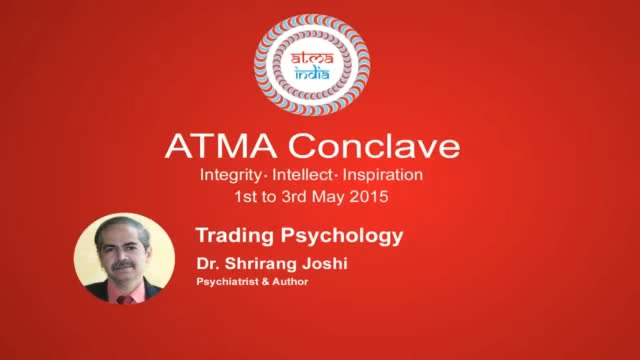 atma
india
ATMA Conclave
Integrity· Intellect· Inspiration
1st to 3rd May 2015
Trading Psychology
Dr. Shrirang Joshi
Psychiatrist & Author